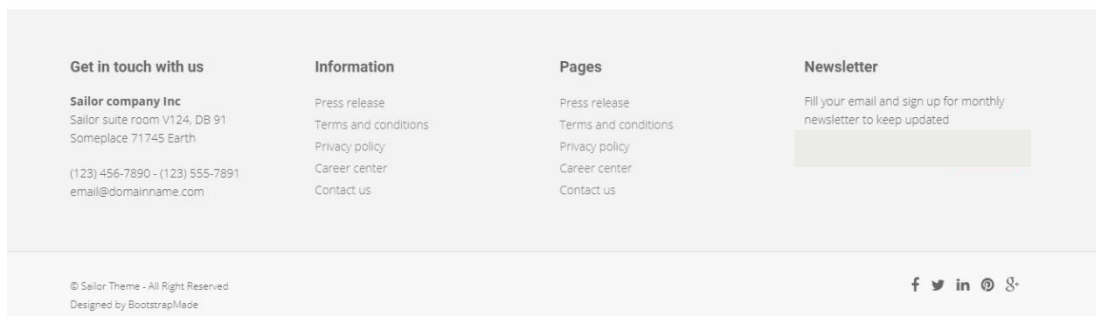 Get in touch with us
Sailor company Inc
Sailor suite room V124, DB 91
Someplace 71745 Earth
(123) 456-7890 - (123) 555-7891
email@domainname.com
Information
Press release
Terms and conditions
Privacy policy
Career center
Contact us
Pages
Press release
Terms and conditions
Privacy policy
Career center
Contact us
Newsletter
Fill your email and sign up for monthly
newsletter to keep updated
© Sailor Theme - All Right Reserved
Designed by BootstrapMade